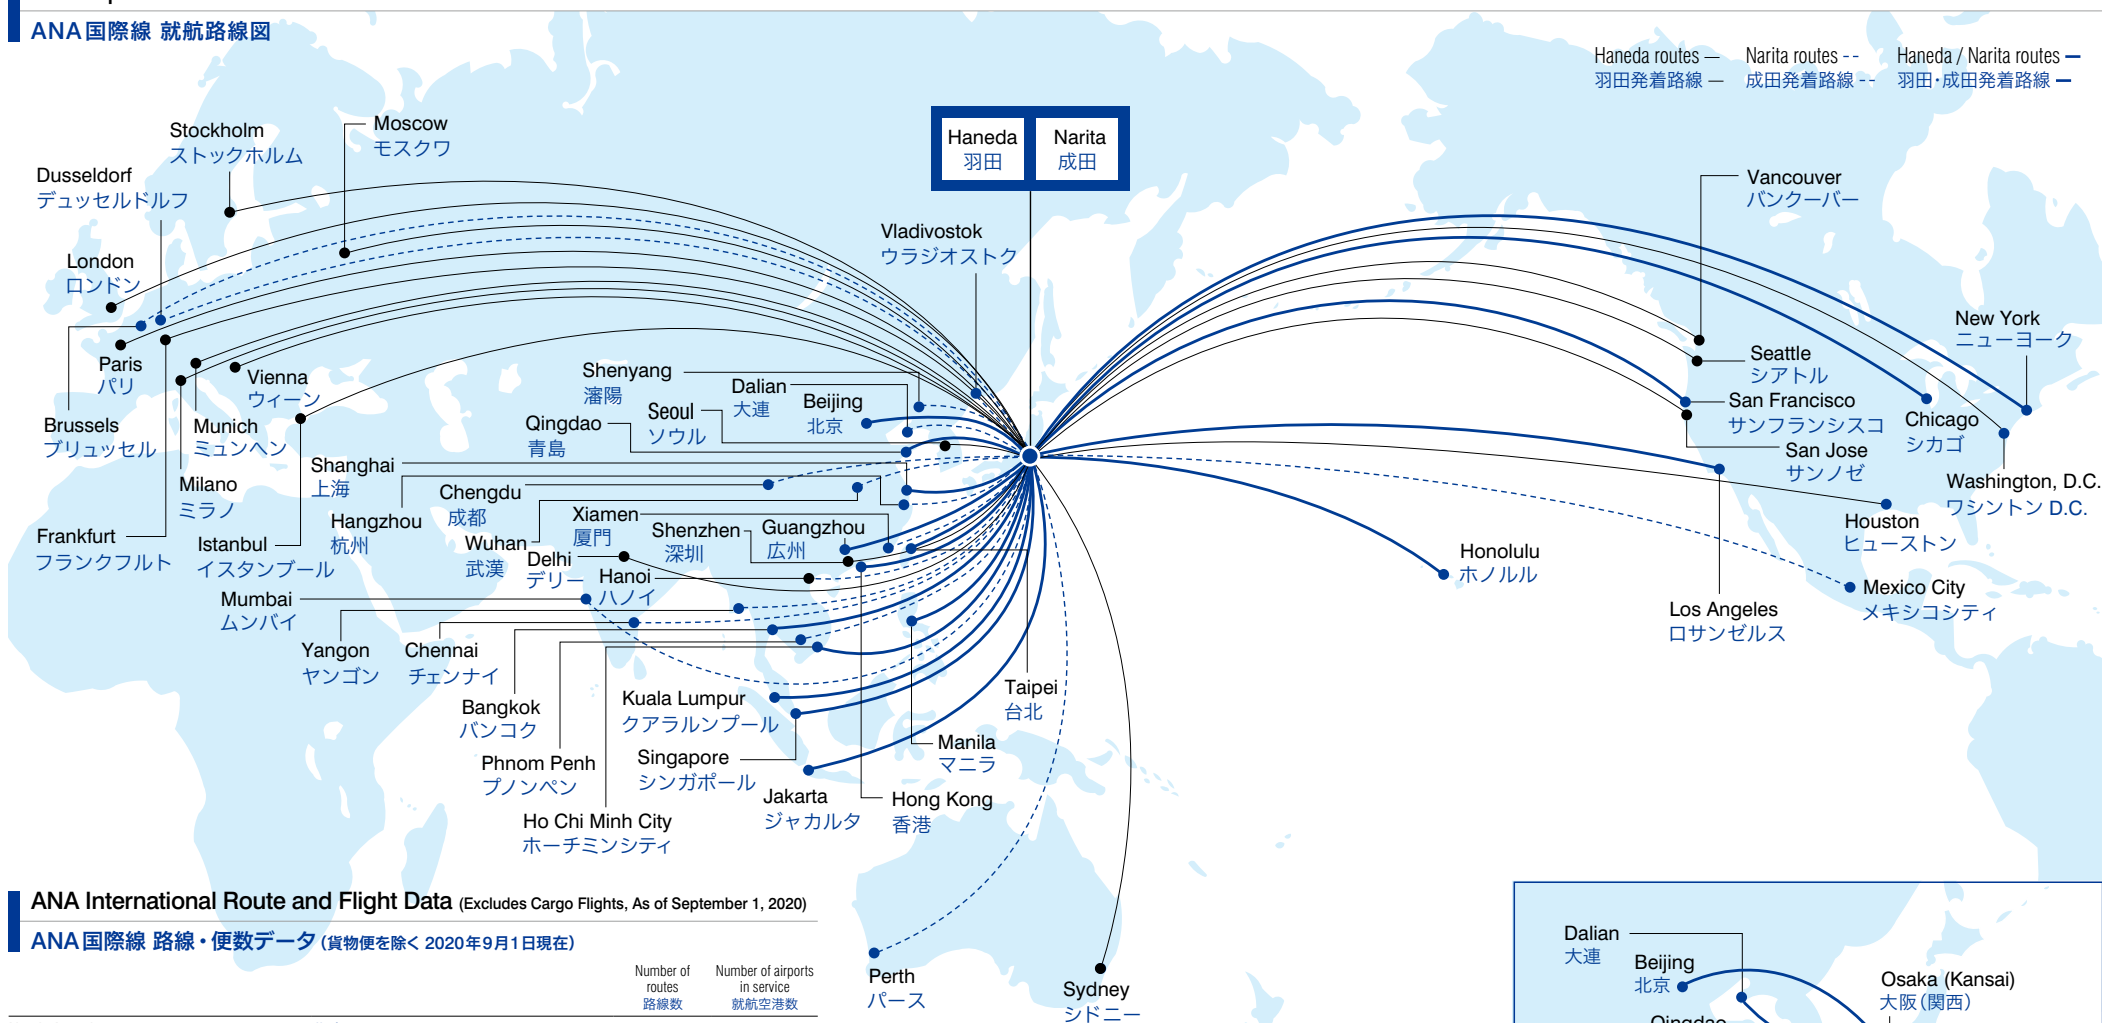 ANA国際線 就航路線図
Haneda routes —
羽田発着路線 —
Narita routes --
成田発着路線 --
Haneda / Narita routes —
羽田・成田発着路線 —
Haneda
羽田
Narita
成田
Stockholm
ストックホルム
Moscow
モスクワ
Dusseldorf
デュッセルドルフ
London
ロンドン
Paris
パリ
Vienna
ウィーン
Brussels
ブリュッセル
Munich
ミュンヘン
Milano
ミラノ
Frankfurt
フランクフルト
Istanbul
イスタンブール
Vladivostok
ウラジオストク
Shenyang
瀋陽
Dalian
大連
Beijing
北京
Qingdao
青島
Seoul
ソウル
Shanghai
上海
Hangzhou
杭州
Chengdu
成都
Wuhan
武漢
Xiamen
厦門
Shenzhen
深圳
Guangzhou
広州
Delhi
デリー
Hanoi
ハノイ
Mumbai
ムンバイ
Yangon
ヤンゴン
Chennai
チェンナイ
Bangkok
バンコク
Phnom Penh
プノンペン
Ho Chi Minh City
ホーチミンシティ
Kuala Lumpur
クアラルンプール
Singapore
シンガポール
Jakarta
ジャカルタ
Hong Kong
香港
Manila
マニラ
Taipei
台北
Perth
パース
Sydney
シドニー
Vancouver
バンクーバー
Seattle
シアトル
San Francisco
サンフランシスコ
San Jose
サンノゼ
New York
ニューヨーク
Chicago
シカゴ
Washington, D.C.
ワシントン D.C.
Houston
ヒューストン
Honolulu
ホノルル
Los Angeles
ロサンゼルス
Mexico City
メキシコシティ
ANA International Route and Flight Data (Excludes Cargo Flights, As of September 1, 2020)
ANA国際線 路線・便数データ (貨物便を除く 2020年9月1日現在)
Number of
routes
路線数
Number of airports
in service
就航空港数
Dalian
大連
Beijing
北京
Osaka (Kansai)
大阪(関西)
Qingdao